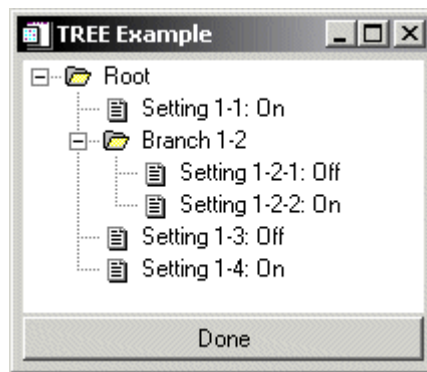 TREE Example
Root
Setting 1-1: On
Branch 1-2
Setting 1-2-1: Off
Setting 1-2-2: On
Setting 1-3: Off
Setting 1-4: On
Done